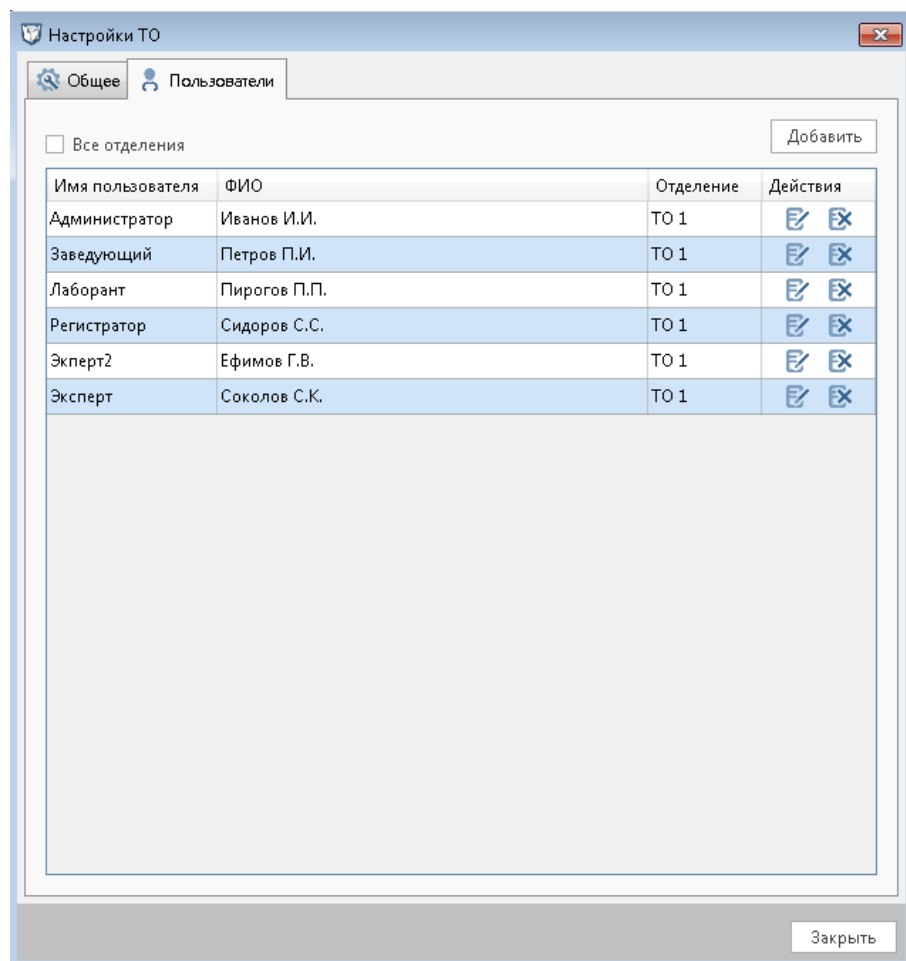 Настройки ТО
Общее Пользователи
Все отделения Добавить
Имя пользователя ФИО Отделение Действия
Администратор Иванов И.И. ТО 1
Заведующий Петров П.И. ТО 1
Лаборант Пирогов П.П. ТО 1
Регистратор Сидоров С.С. ТО 1
Экперт2 Ефимов Г.В. ТО 1
Эксперт Соколов С.К. ТО 1
Закрыть